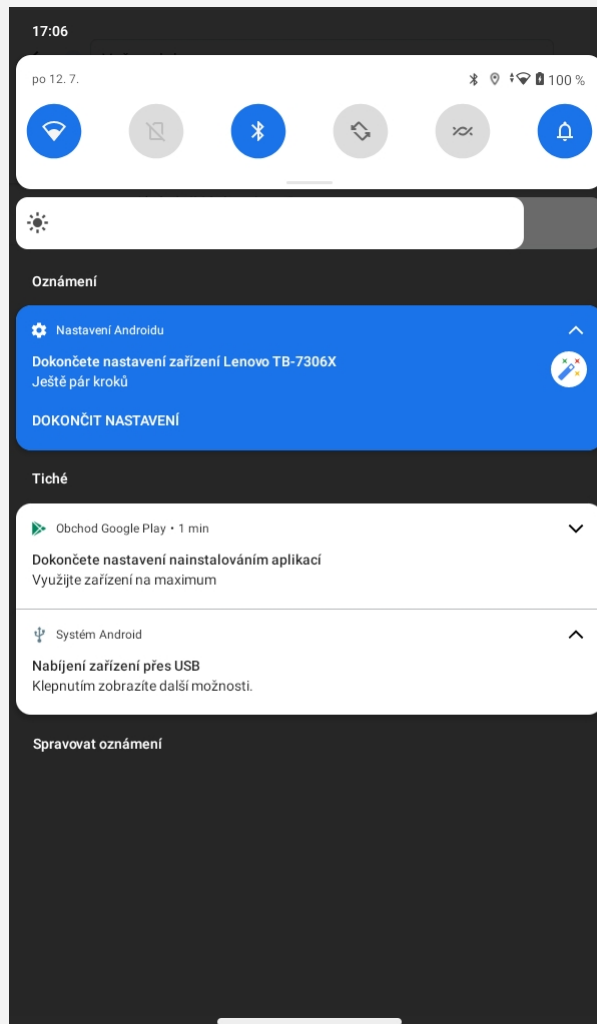 17:06
po 12. 7.
100 %
Oznámení
Nastavení Androidu
Dokončete nastavení zařízení Lenovo TB-7306X
Ještě pár kroků
DOKONČIT NASTAVENÍ
Tiché
Obchod Google Play • 1 min
Dokončete nastavení nainstalováním aplikací
Využijte zařízení na maximum
Systém Android
Nabíjení zařízení přes USB
Klepnutím zobrazíte další možnosti.
Spravovat oznámení